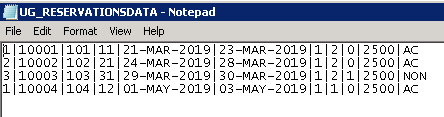 UG_RESERVATIONSDATA - Notepad
File Edit Format View Help
1|10001|101|11|21-MAR-2019|23-MAR-2019|1|2|0|2500|AC
2|10002|102|21|24-MAR-2019|28-MAR-2019|1|2|0|2500|AC
3|10003|103|31|29-MAR-2019|30-MAR-2019|1|2|1|2500|NON
1|10004|104|12|01-MAY-2019|03-MAY-2019|1|1|0|2500|AC